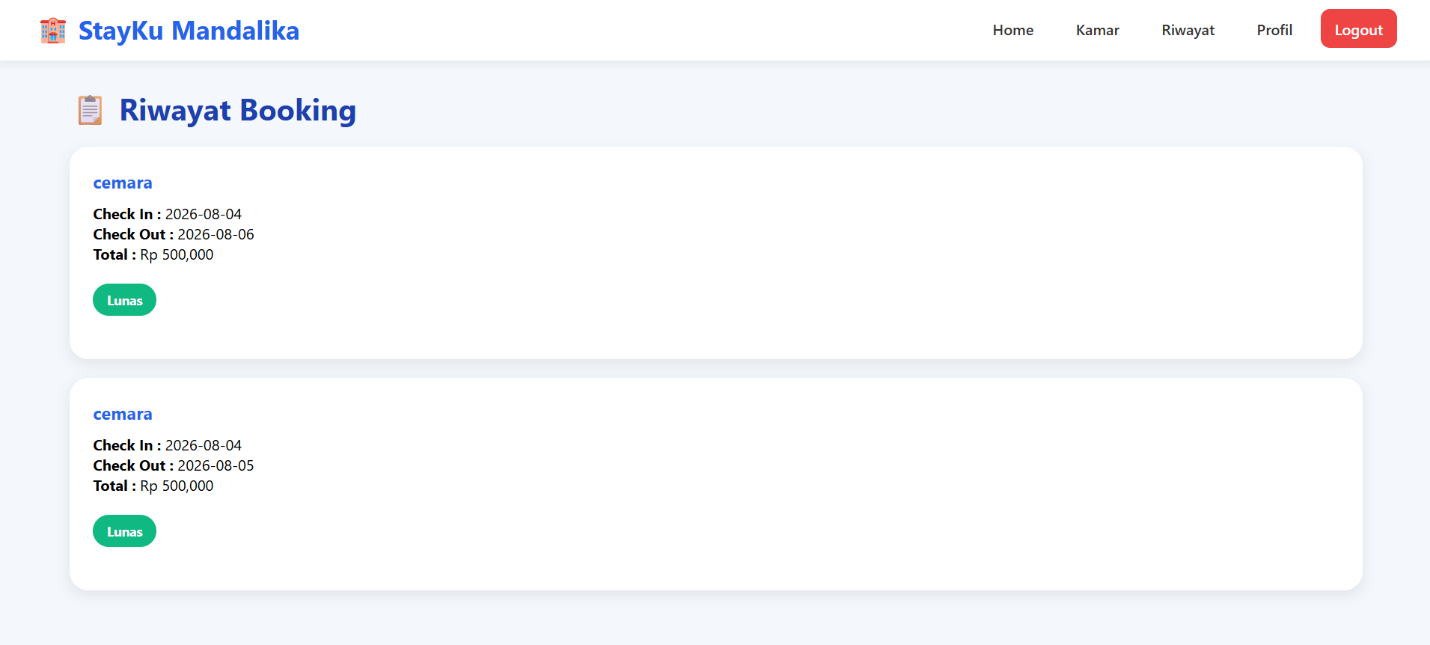 StayKu Mandalika
Home Kamar Riwayat Profil Logout
Riwayat Booking
cemara
Check In : 2026-08-04
Check Out : 2026-08-06
Total : Rp 500,000
Lunas
cemara
Check In : 2026-08-04
Check Out : 2026-08-05
Total : Rp 500,000
Lunas